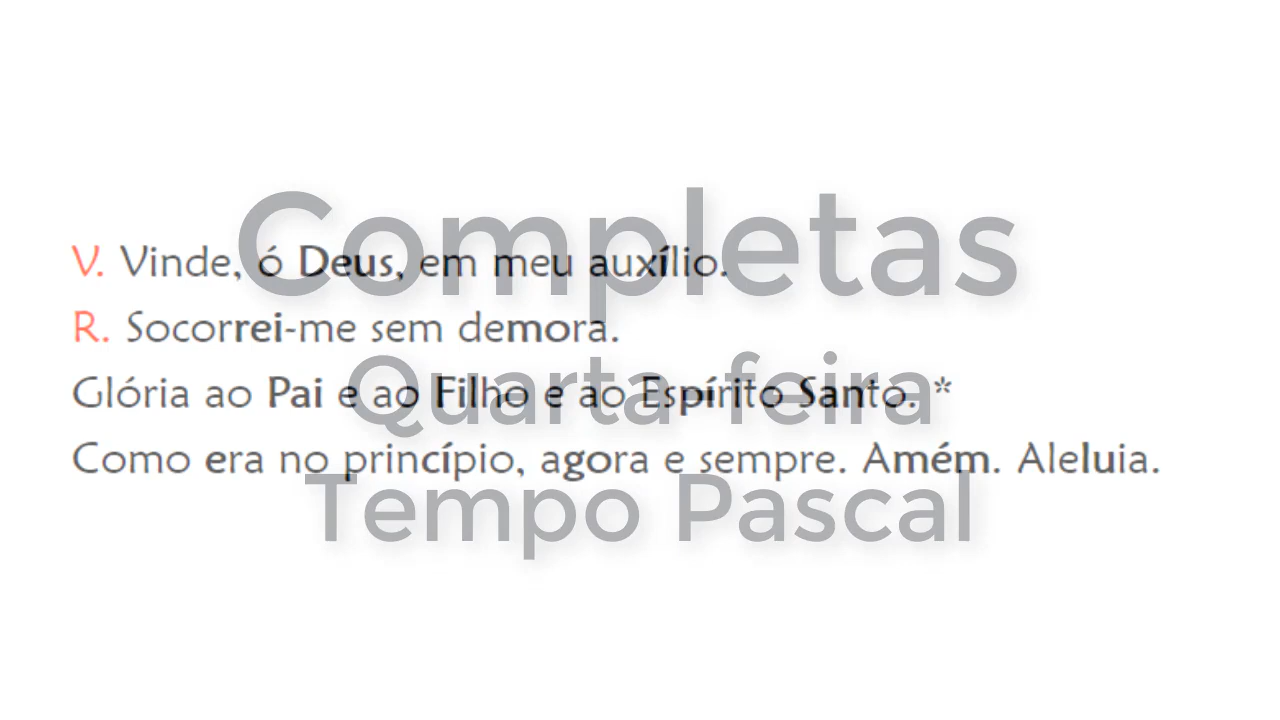 Completas
V. Vinde, ó Deus, em meu auxílio.
R. Socorrei-me sem demora.
Quarta-feira
Glória ao Pai e ao Filho e ao Espírito Santo. *
Como era no princípio, agora e sempre. Amém. Aleluia.
Tempo Pascal